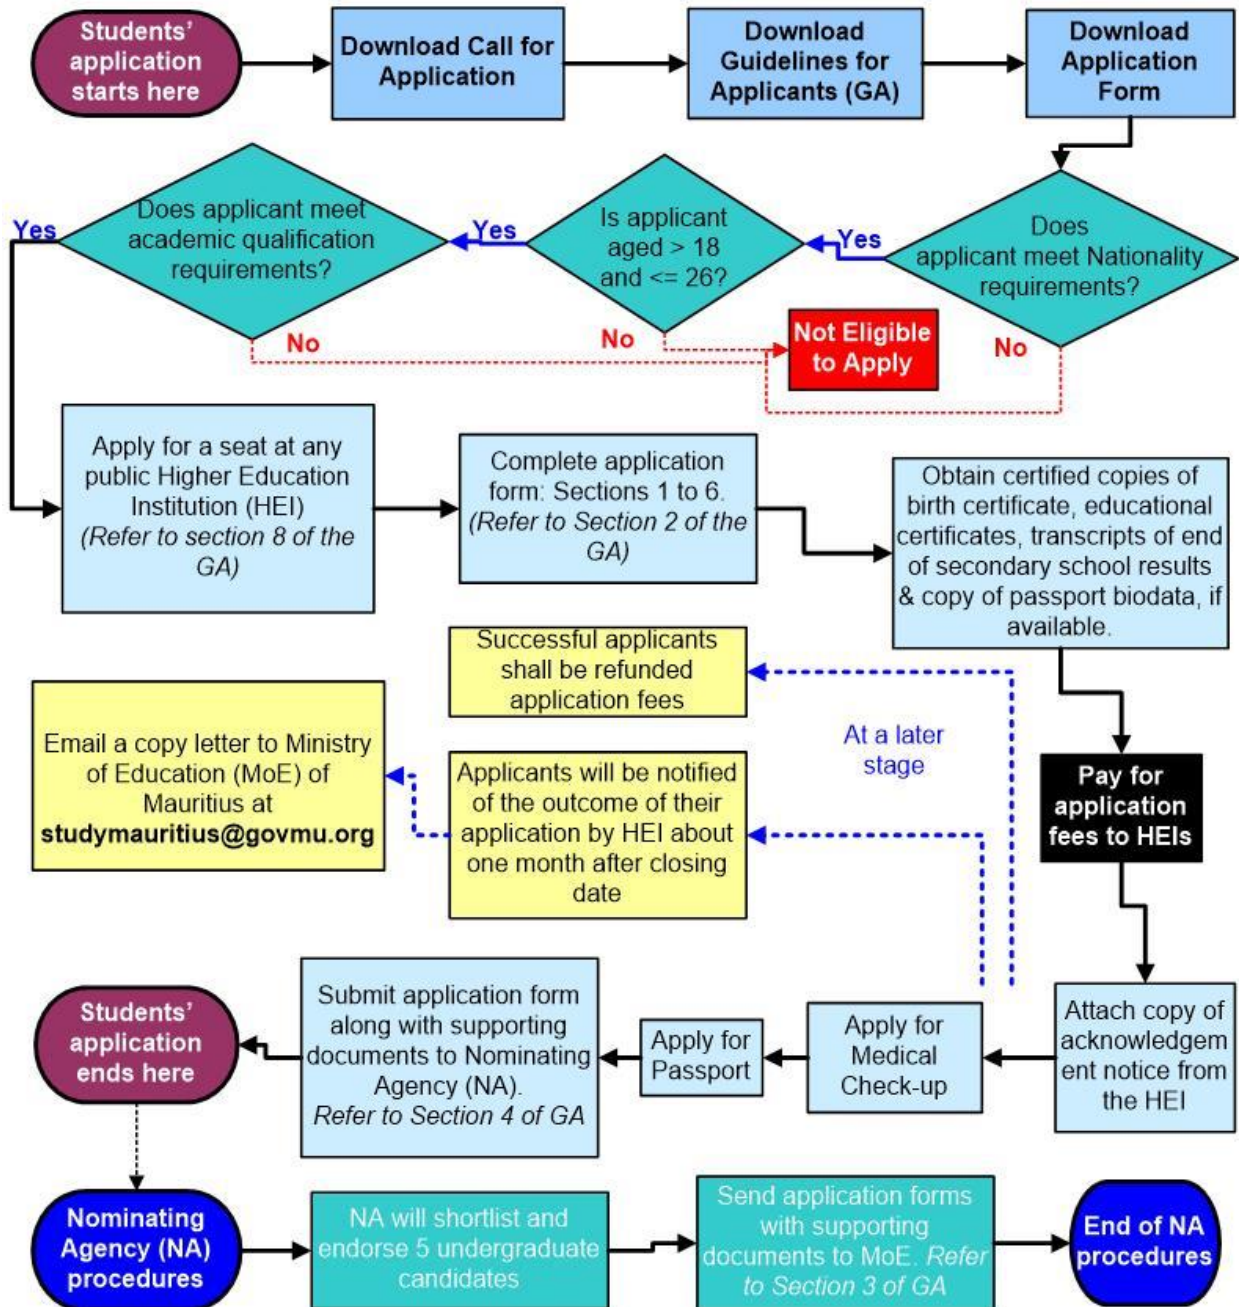 Students'
application
starts here
Download Call for
Application
Download
Guidelines for
Applicants (GA)
Download
Application
Form
Does
applicant meet Nationality
requirements?
Yes
No
Is applicant
aged > 18
and <= 26?
Yes
No
Does applicant meet
academic qualification
requirements?
Yes
No
Not Eligible
to Apply
Apply for a seat at any
public Higher Education
Institution (HEI)
(Refer to section 8 of the
GA)
Complete application
form: Sections 1 to 6.
(Refer to Section 2 of the
GA)
Obtain certified copies of
birth certificate, educational
certificates, transcripts of end
of secondary school results
& copy of passport biodata, if
available.
Successful applicants
shall be refunded
application fees
At a later
stage
Email a copy letter to Ministry
of Education (MoE) of
Mauritius at
studymauritius@govmu.org
Applicants will be notified
of the outcome of their
application by HEI about
one month after closing
date
Pay for
application
fees to HEIs
Attach copy of
acknowledgem
ent notice from
the HEI
Apply for
Medical
Check-up
Apply for
Passport
Submit application form
along with supporting
documents to Nominating
Agency (NA).
Refer to Section 4 of GA
Students'
application
ends here
Nominating
Agency (NA)
procedures
NA will shortlist and
endorse 5 undergraduate
candidates
Send application forms
with supporting
documents to MoE. Refer
to Section 3 of GA
End of NA
procedures